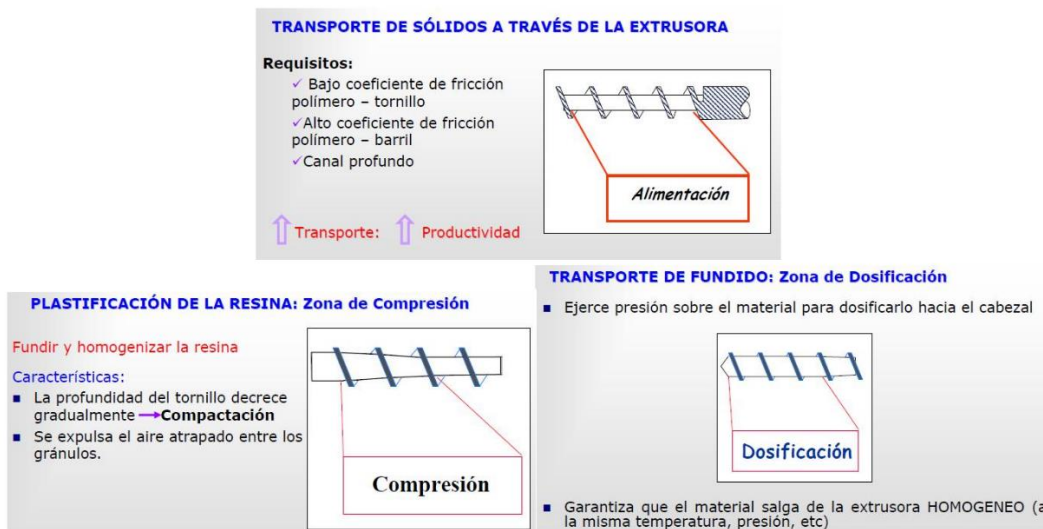 TRANSPORTE DE SÓLIDOS A TRAVÉS DE LA EXTRUSORA
Requisitos:
✓ Bajo coeficiente de fricción
polímero – tornillo
✓Alto coeficiente de fricción
polímero – barril
✓Canal profundo
Alimentación
⇧ Transporte: ⇧ Productividad
PLASTIFICACIÓN DE LA RESINA: Zona de Compresión
Fundir y homogenizar la resina
Características:
■ La profundidad del tornillo decrece
gradualmente →Compactación
■ Se expulsa el aire atrapado entre los
gránulos.
Compresión
TRANSPORTE DE FUNDIDO: Zona de Dosificación
■ Ejerce presión sobre el material para dosificarlo hacia el cabezal
Dosificación
■ Garantiza que el material salga de la extrusora HOMOGENEO (a
la misma temperatura, presión, etc)